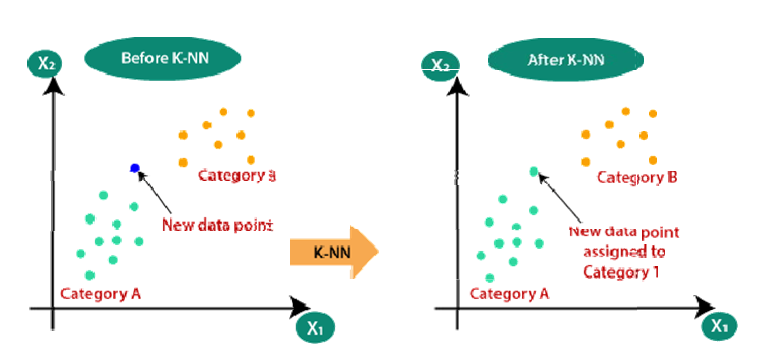 X₂
Before K-NN
Category B
New data point
K-NN
Category A
X₁
X₂
After K-NN
Category B
New data point
assigned to
Category 1
Category A
X₁